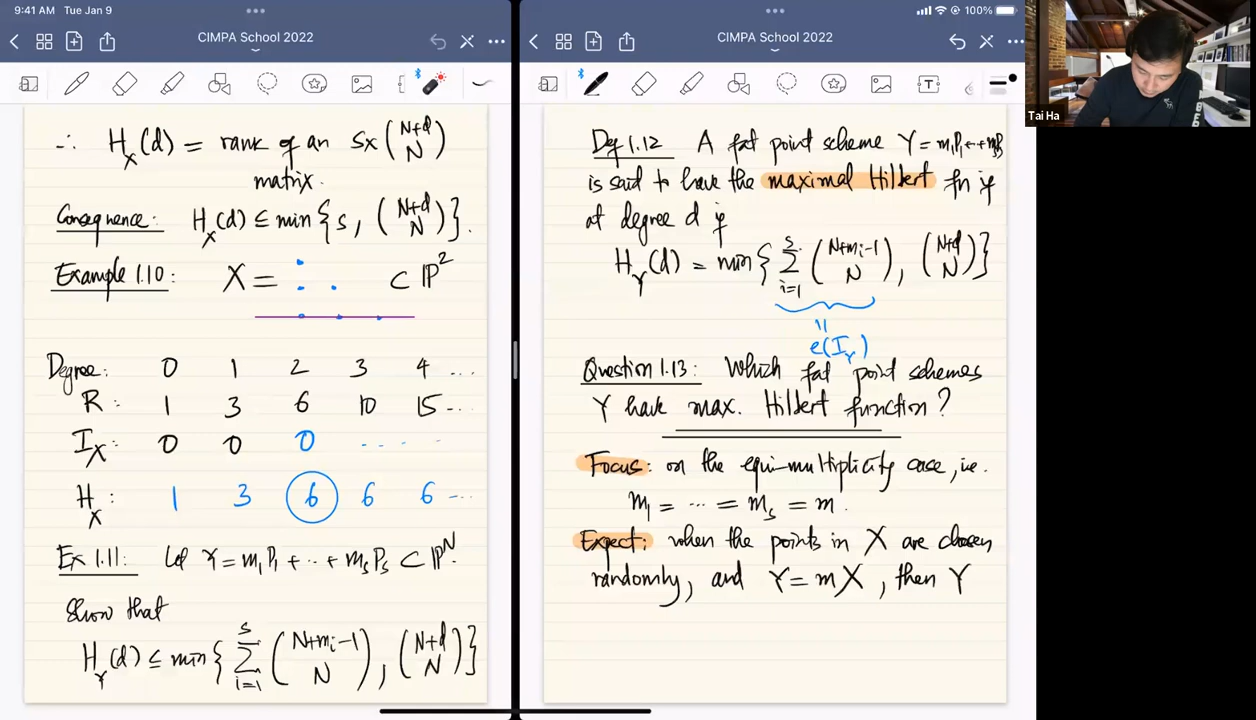 9:41 AM Tue Jan 9
CIMPA School 2022
∴ H_X(d) = rank of an s×(N+d choose N)
matrix.
Consequence: H_X(d) ≤ min{s, (N+d choose N)}.
Example 1.10: X = ⊂ ℙ²
Degree: 0 1 2 3 4 ...
R: 1 3 6 10 15 ...
I_X: 0 0 0 ... . .
H_X: 1 3 6 6 6 ...
Ex 1.11: Let Y = m₁P₁ + ... + m_sP_s ⊂ ℙ^N.
Show that
H_Y(d) ≤ min{ Σ_{i=1}^{s} (N+m_i-1 choose N), (N+d choose N) }
100%
CIMPA School 2022
T
Def 1.12 A fat point scheme Y = m₁P₁+...+m_sP_s
is said to have the maximal Hilbert fn if
at degree d if
H_Y(d) = min{ Σ_{i=1}^{s} (N+m_i-1 choose N), (N+d choose N) }
=
e(I_Y)
Question 1.13: Which fat point schemes
Y have max. Hilbert function?
Focus: on the equi-multiplicity case, i.e.
m₁ = ... = m_s = m.
Expect: when the points in X are chosen
randomly, and Y = mX, then Y
Tai Ha